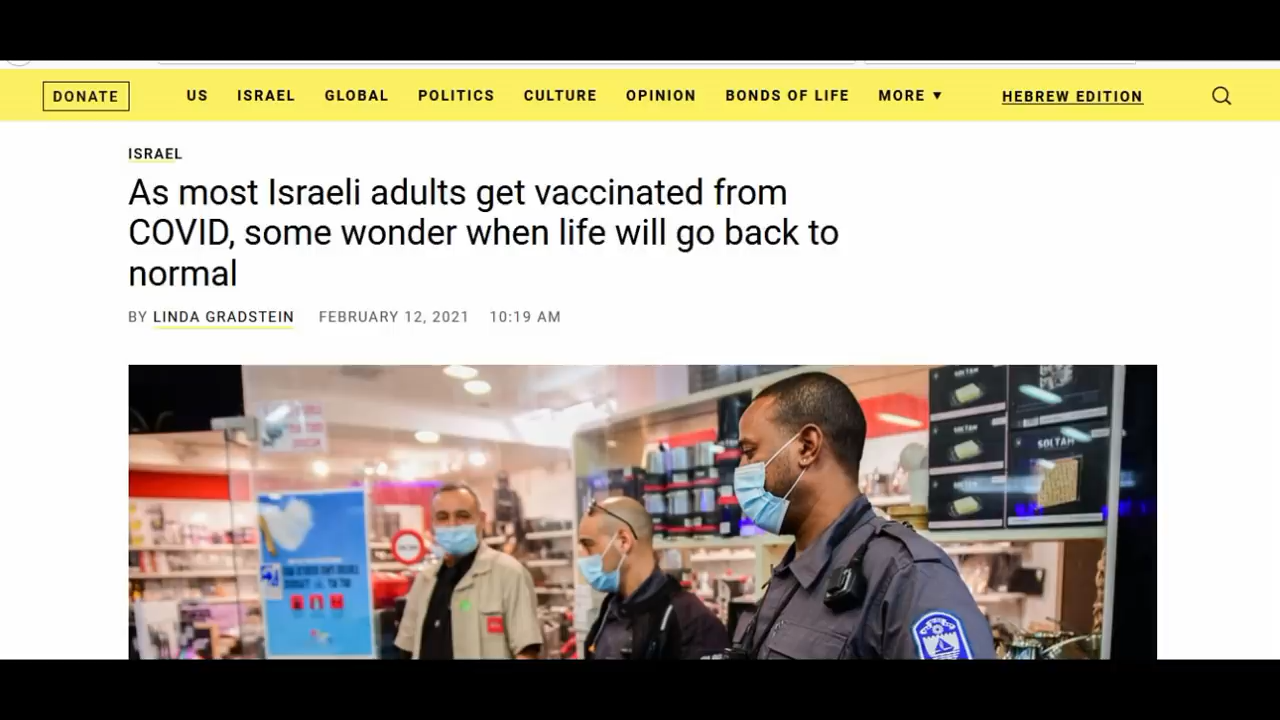 DONATE US ISRAEL GLOBAL POLITICS CULTURE OPINION BONDS OF LIFE MORE ▼ HEBREW EDITION
ISRAEL
As most Israeli adults get vaccinated from
COVID, some wonder when life will go back to
normal
BY LINDA GRADSTEIN FEBRUARY 12, 2021 10:19 AM
SOLTAM
SOLTAM